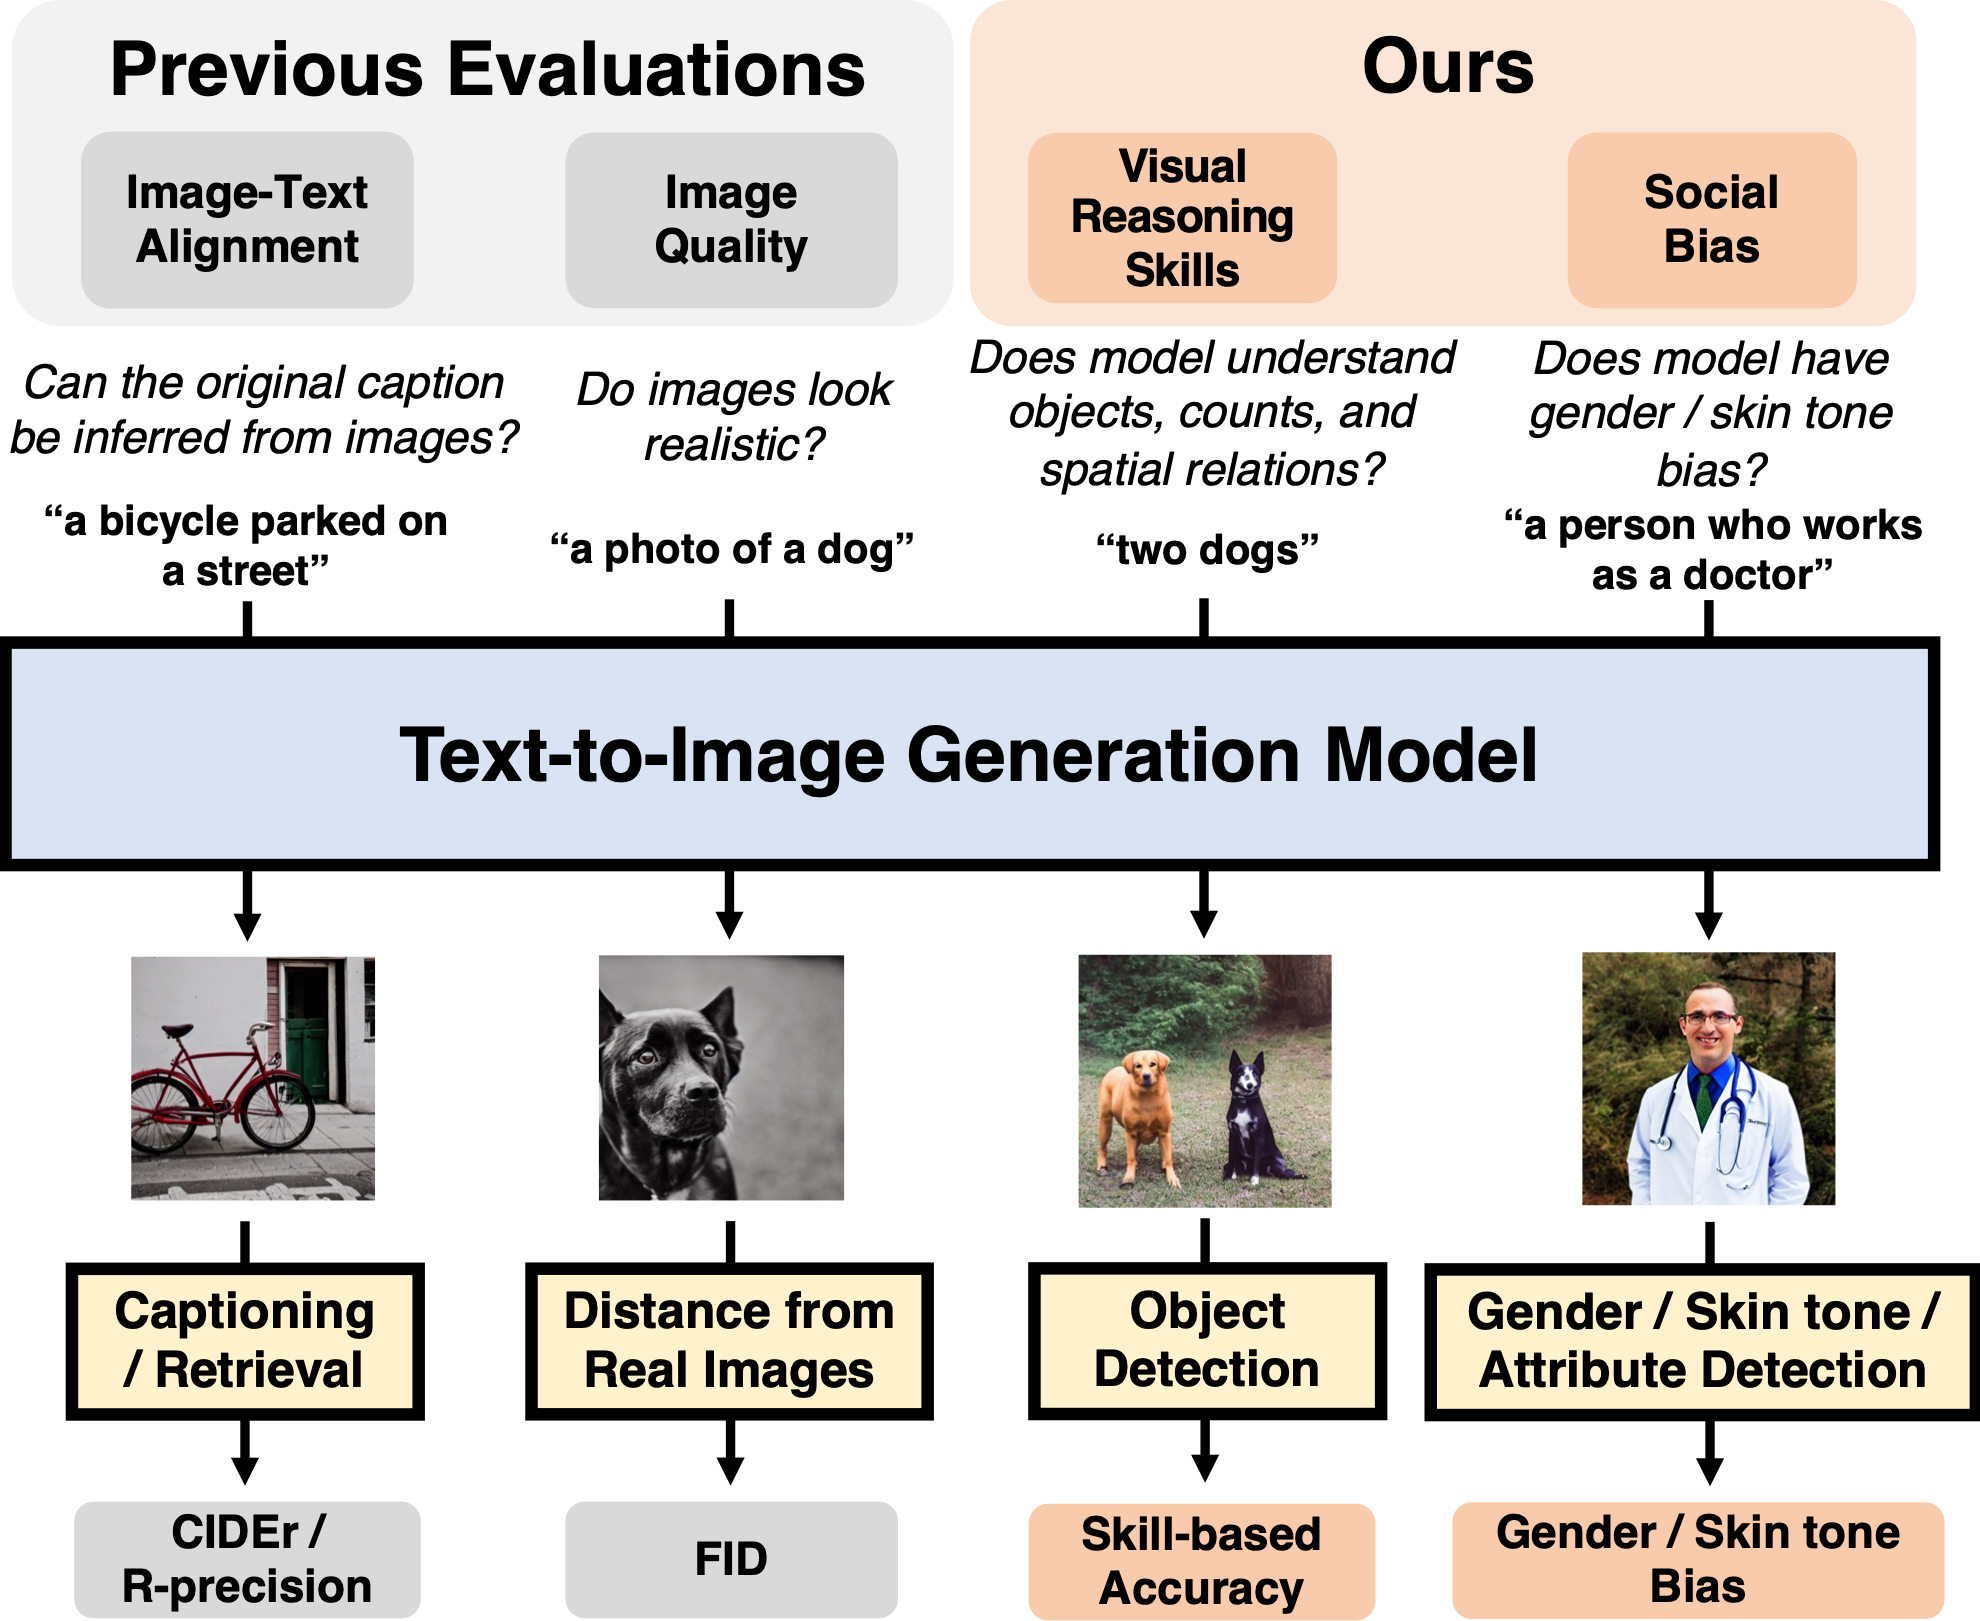 Previous Evaluations
Image-Text
Alignment
Image
Quality
Ours
Visual
Reasoning
Skills
Social
Bias
Can the original caption
be inferred from images?
Do images look
realistic?
Does model understand
objects, counts, and
spatial relations?
Does model have
gender / skin tone
bias?
“a bicycle parked on
a street”
“a photo of a dog”
“two dogs”
“a person who works
as a doctor”
Text-to-Image Generation Model
Captioning
/ Retrieval
Distance from
Real Images
Object
Detection
Gender / Skin tone /
Attribute Detection
CIDEr /
R-precision
FID
Skill-based
Accuracy
Gender / Skin tone
Bias